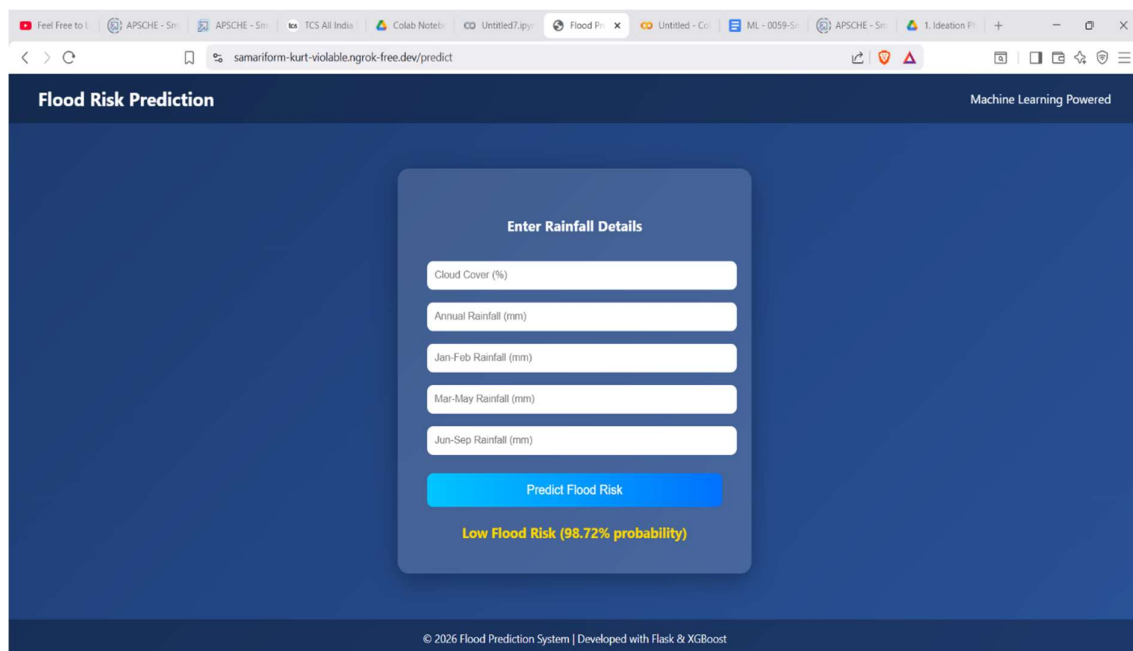 Feel Free to APSCHE - Sm APSCHE - Sm tcs TCS All India Colab Notebo Untitled7.ipy Flood Pr Untitled - Col ML - 0059-S APSCHE - Sm 1. Ideation Ph
samariform-kurt-violable.ngrok-free.dev/predict
Flood Risk Prediction Machine Learning Powered
Enter Rainfall Details
Cloud Cover (%)
Annual Rainfall (mm)
Jan-Feb Rainfall (mm)
Mar-May Rainfall (mm)
Jun-Sep Rainfall (mm)
Predict Flood Risk
Low Flood Risk (98.72% probability)
© 2026 Flood Prediction System | Developed with Flask & XGBoost